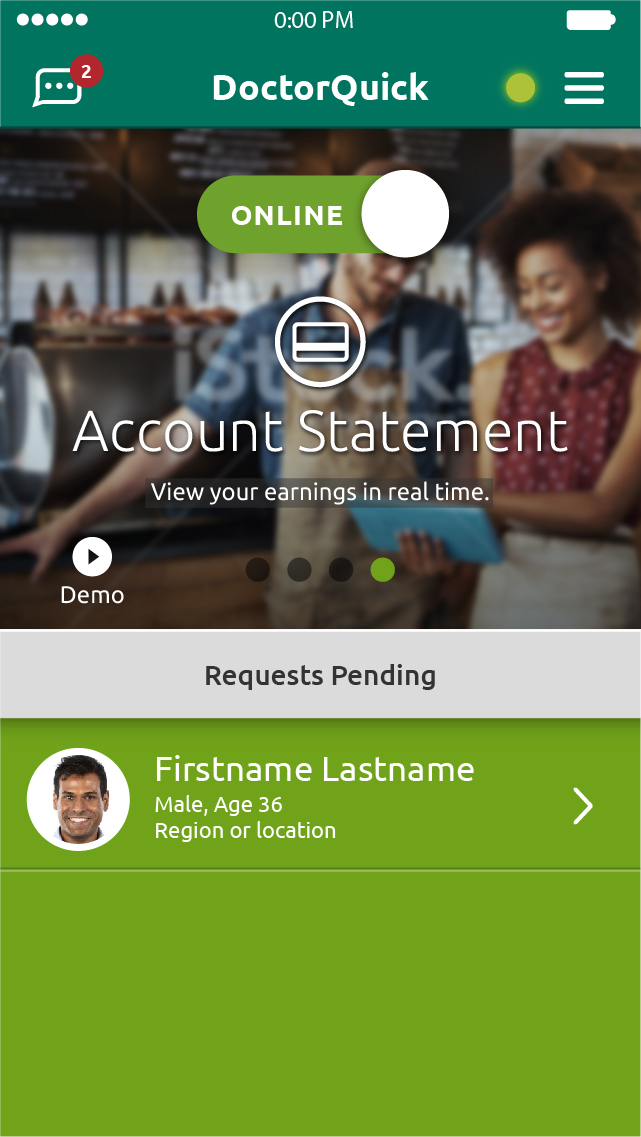 0:00 PM
2
DoctorQuick
ONLINE
iStock.
Account Statement
View your earnings in real time.
Demo
Requests Pending
Firstname Lastname
Male, Age 36
Region or location